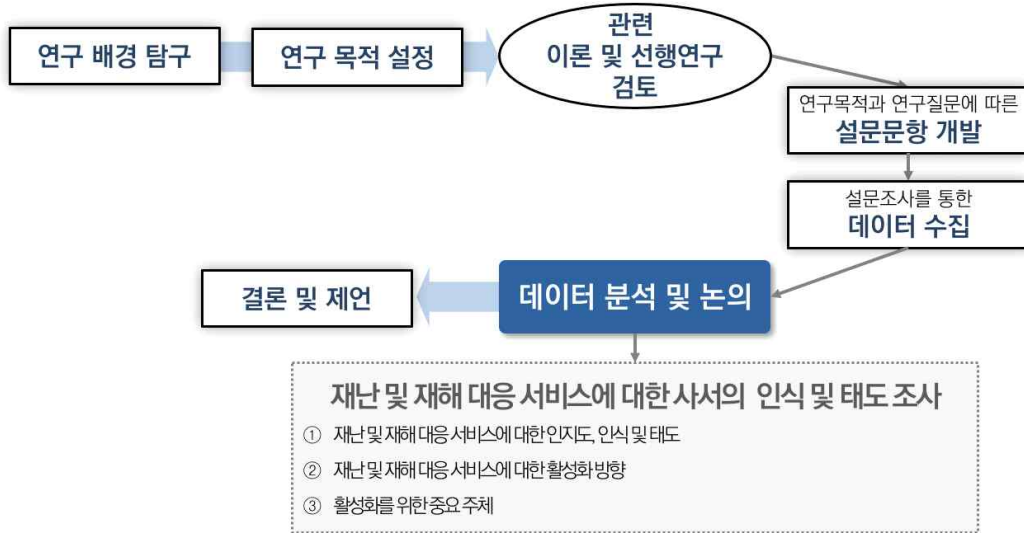 연구 배경 탐구
연구 목적 설정
관련
이론 및 선행연구
검토
연구목적과 연구질문에 따른
설문문항 개발
설문조사를 통한
데이터 수집
데이터 분석 및 논의
결론 및 제언
재난 및 재해 대응 서비스에 대한 사서의 인식 및 태도 조사
① 재난 및 재해 대응 서비스에 대한 인지도, 인식 및 태도
② 재난 및 재해 대응 서비스에 대한 활성화 방향
③ 활성화를 위한 중요 주체